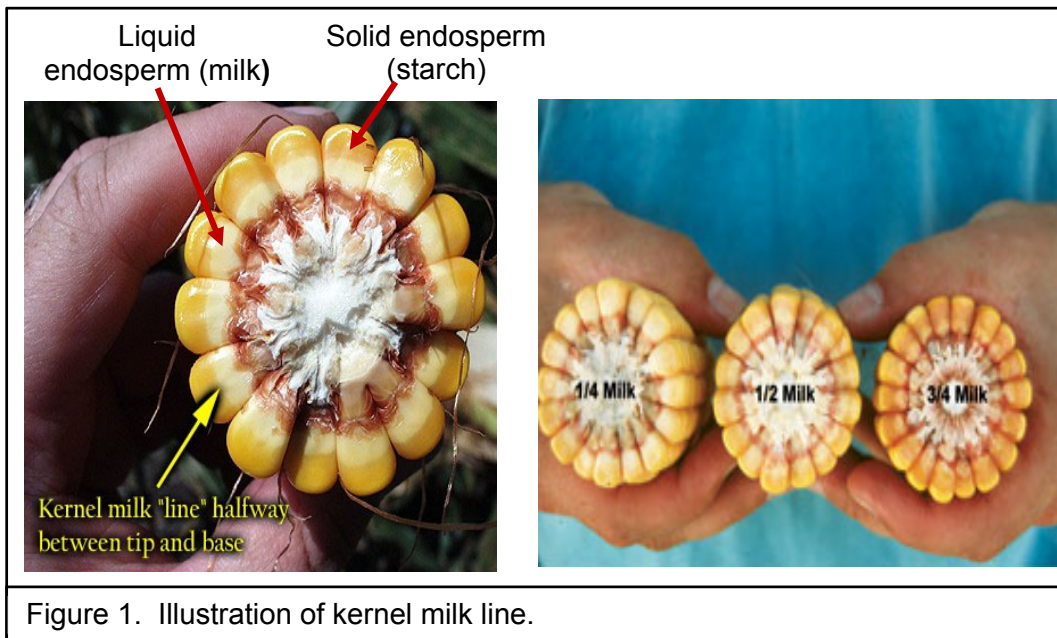 Liquid
endosperm (milk)
Solid endosperm
(starch)
Kernel milk "line" halfway
between tip and base
1/4 Milk
1/2 Milk
3/4 Milk
Figure 1. Illustration of kernel milk line.